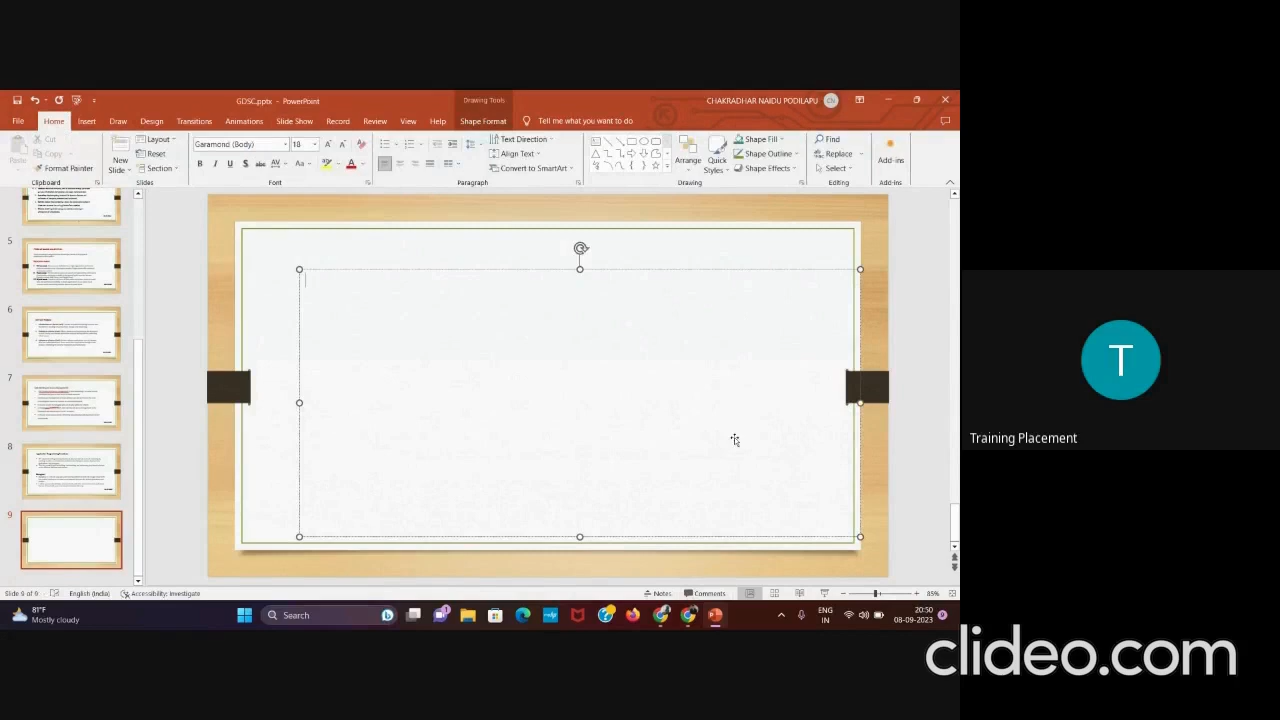 GDSC.pptx - PowerPoint
Drawing Tools
CHAKRADHAR NAIDU PODILAPU
CN
File
Home
Insert
Draw
Design
Transitions
Animations
Slide Show
Record
Review
View
Help
Shape Format
Tell me what you want to do
Paste
Cut
Copy
Format Painter
Clipboard
New
Slide
Layout
Reset
Section
Slides
Garamond (Body)
18
Font
Text Direction
Align Text
Convert to SmartArt
Paragraph
Arrange
Quick
Styles
Shape Fill
Shape Outline
Shape Effects
Drawing
Find
Replace
Select
Editing
Add-ins
Add-ins
5
6
7
8
9
T
Training Placement
Slide 9 of 9
English (India)
Accessibility: Investigate
Notes
Comments
85%
81°F
Mostly cloudy
Search
ENG
IN
20:50
08-09-2023
clideo.com